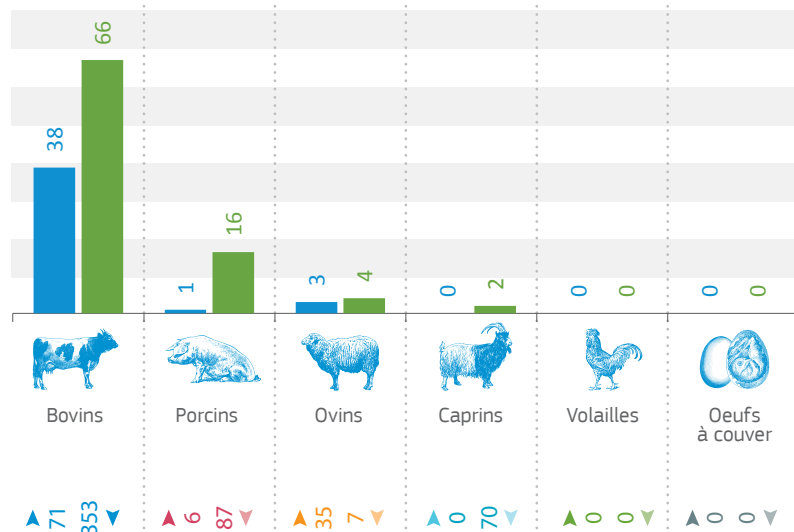 38 66
1 16
3 4
0 2
0 0
0 0
Bovins
Porcins
Ovins
Caprins
Volailles
Oeufs
à couver
71 353
6 87
35 7
0 70
0 0
0 0